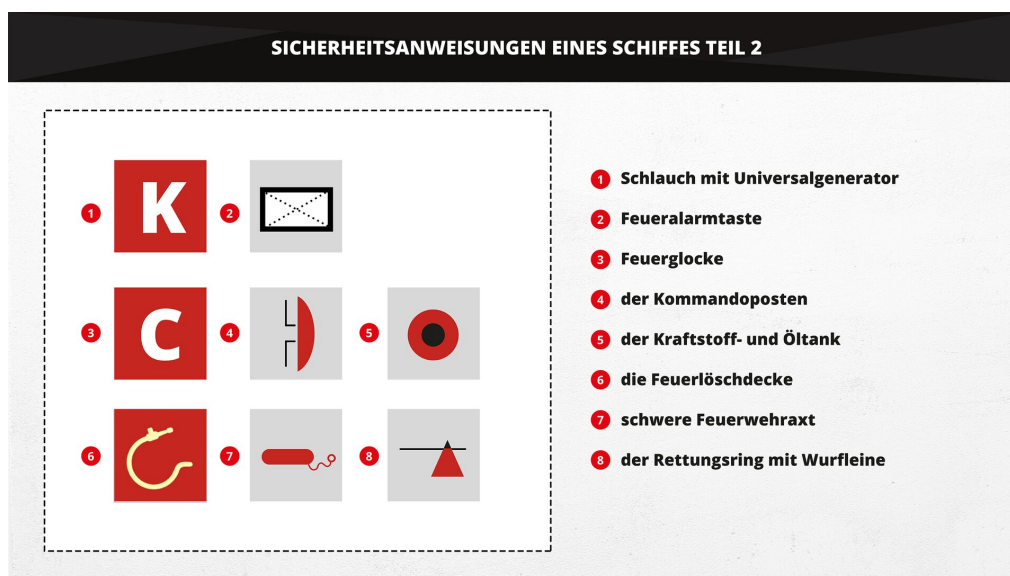 SICHERHEITSANWEISUNGEN EINES SCHIFFES TEIL 2
1 K 2
3 C 4 5
6 7 8
1 Schlauch mit Universalgenerator
2 Feueralarmtaste
3 Feuerglocke
4 der Kommandoposten
5 der Kraftstoff- und Öltank
6 die Feuerlöschdecke
7 schwere Feuerwehraxt
8 der Rettungsring mit Wurfleine